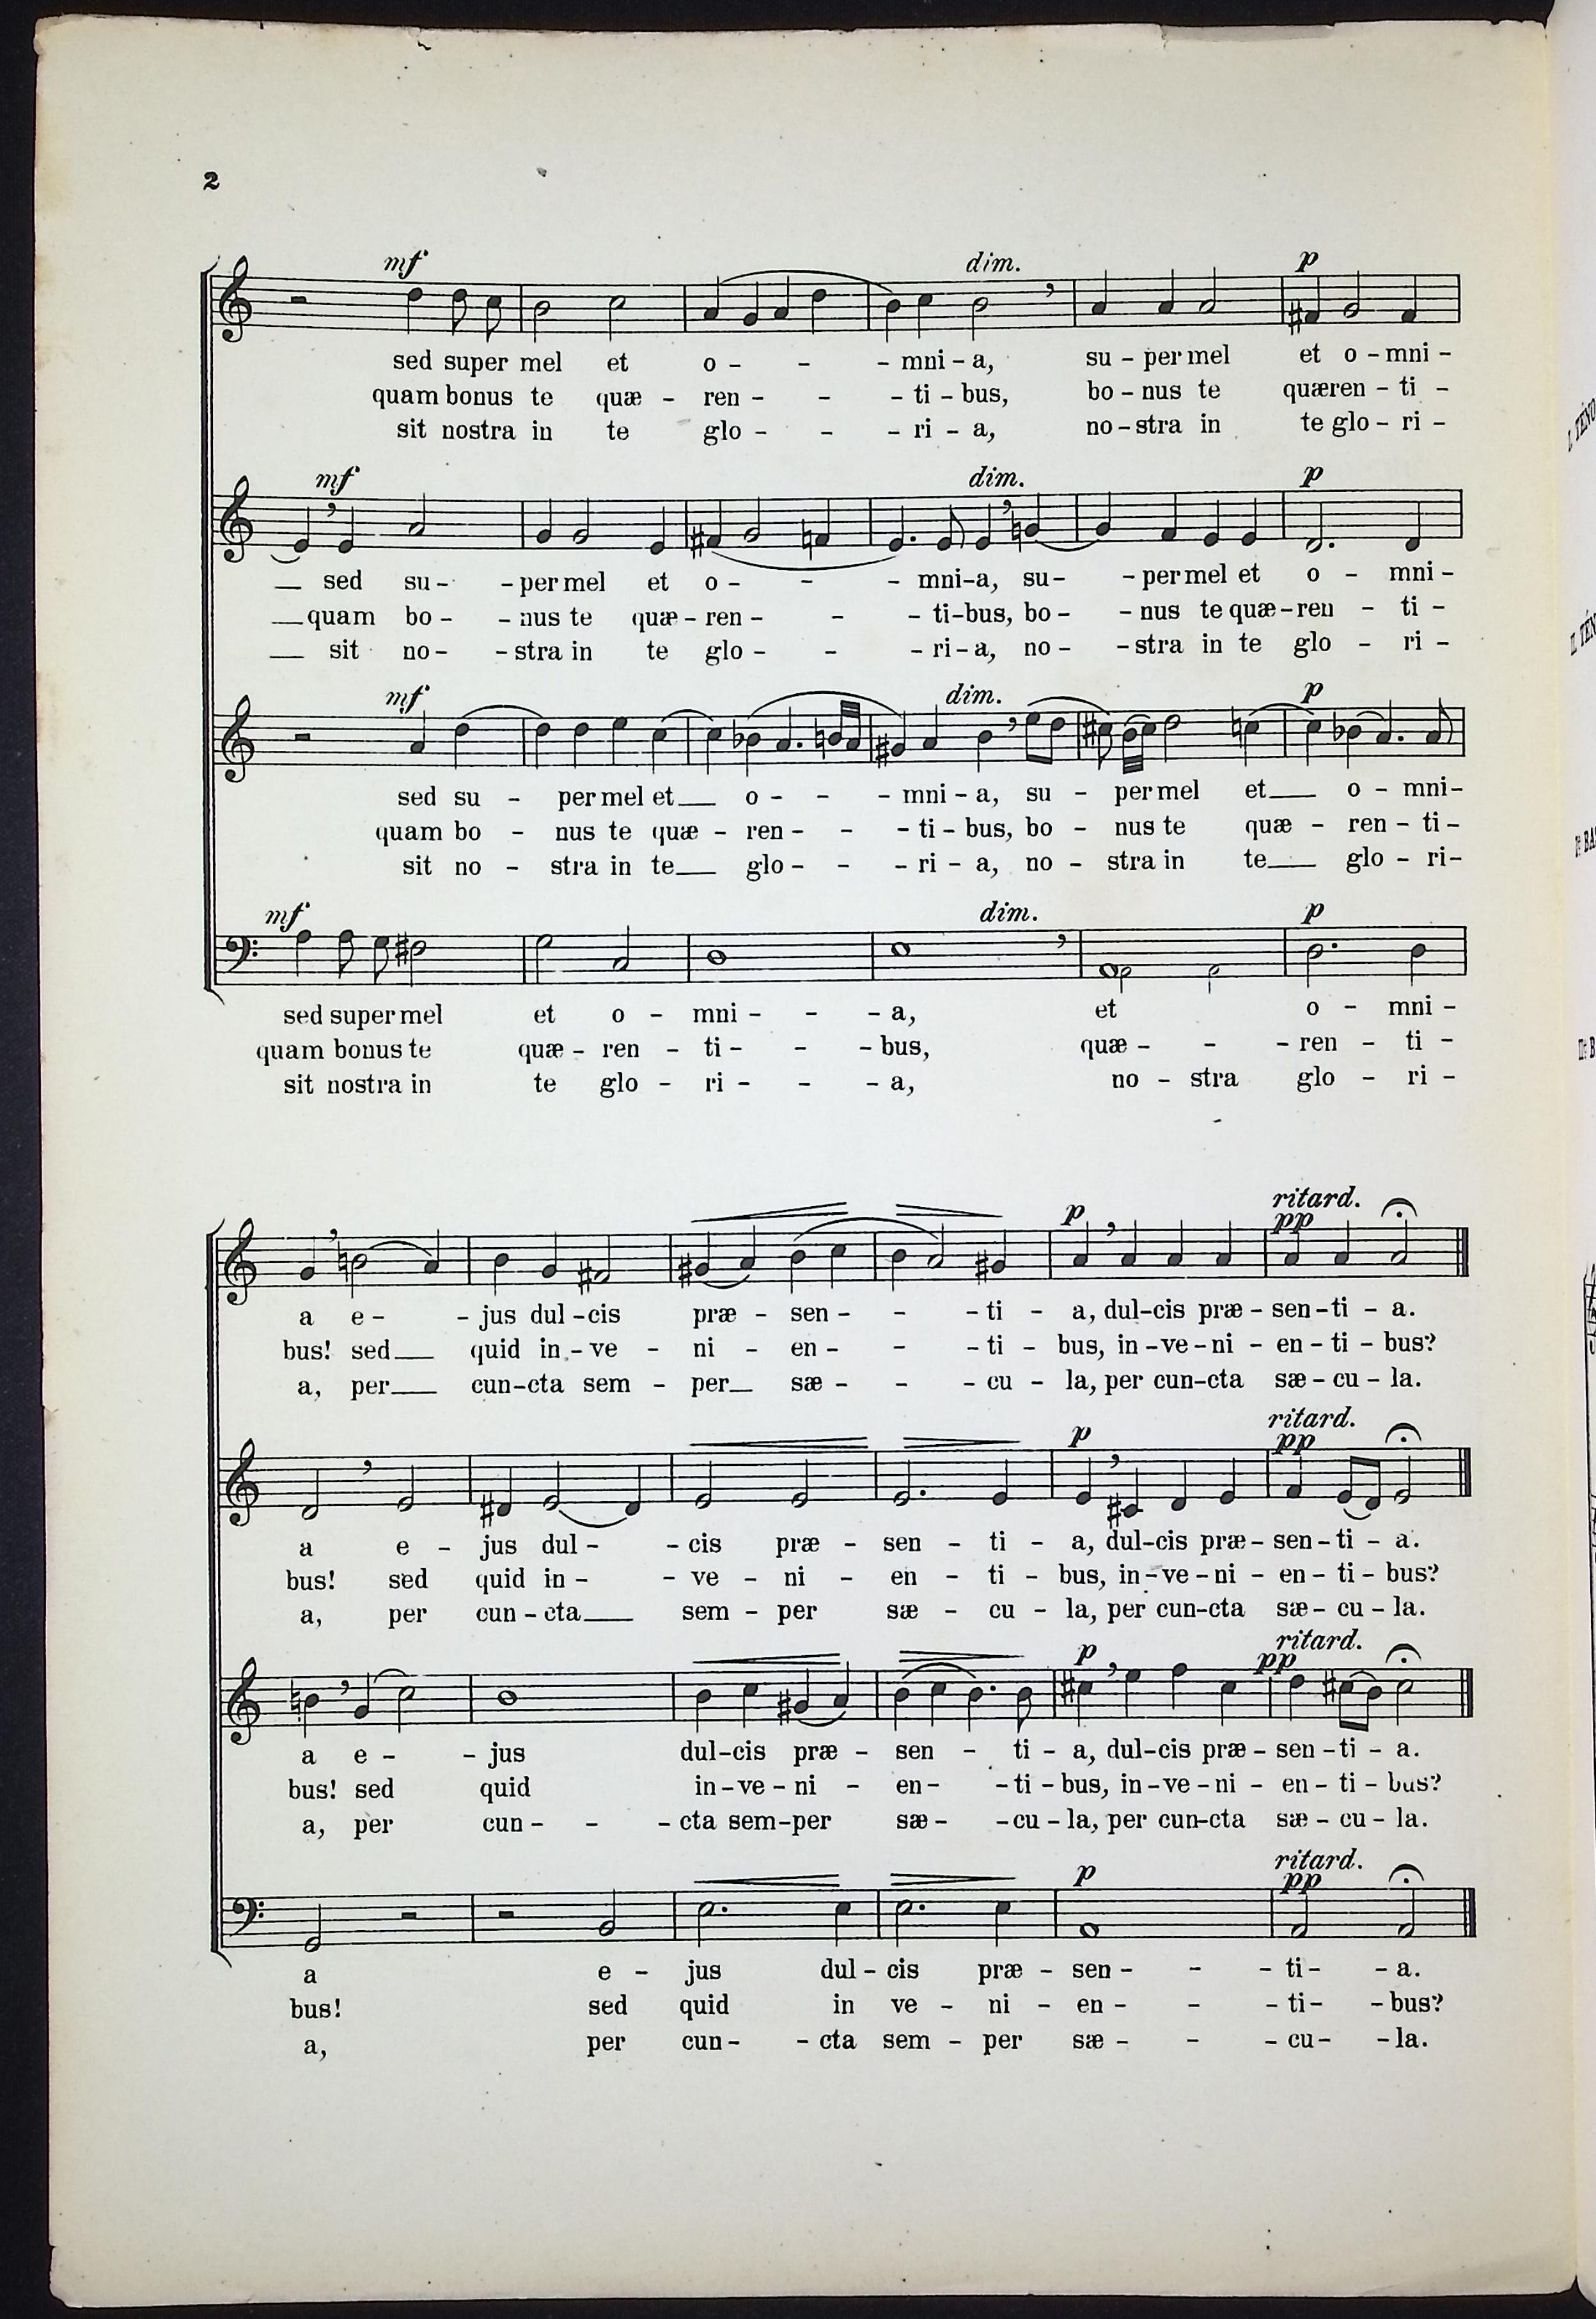 2
mf dim. p
sed super mel et o - - - mni - a, su - per mel et o - mni -
quam bonus te quæ - ren - - - ti - bus, bo - nus te quæren - ti -
sit nostra in te glo - - - ri - a, no - stra in te glo - ri -
mf dim. p
sed su - - per mel et o - - - mni - a, su - - per mel et o - mni -
quam bo - - nus te quæ - ren - - - ti - bus, bo - - nus te quæ - ren - ti -
sit no - - stra in te glo - - - ri - a, no - - stra in te glo - ri -
mf dim. p
sed su - per mel et o - - - mni - a, su - per mel et o - mni -
quam bo - nus te quæ - ren - - - ti - bus, bo - nus te quæ - ren - ti -
sit no - stra in te glo - - - ri - a, no - stra in te glo - ri -
mf dim. p
sed super mel et o - mni - - - a, et o - mni -
quam bonus te quæ - ren - ti - - - bus, quæ - - - ren - ti -
sit nostra in te glo - ri - - - a, no - stra glo - ri -
ritard.
p pp
a e - - jus dul - cis præ - sen - - - ti - a, dul - cis præ - sen - ti - a.
bus! sed quid in - ve - ni - en - - - ti - bus, in - ve - ni - en - ti - bus?
a, per cun - cta sem - per sæ - - - cu - la, per cun - cta sæ - cu - la.
ritard.
p pp
a e - jus dul - - cis præ - sen - ti - a, dul - cis præ - sen - ti - a.
bus! sed quid in - - ve - ni - en - ti - bus, in - ve - ni - en - ti - bus?
a, per cun - cta sem - per sæ - cu - la, per cun - cta sæ - cu - la.
ritard.
p pp
a e - - jus dul - cis præ - sen - ti - a, dul - cis præ - sen - ti - a.
bus! sed quid in - ve - ni - en - - ti - bus, in - ve - ni - en - ti - bus?
a, per cun - - - cta sem - per sæ - - cu - la, per cun - cta sæ - cu - la.
ritard.
p pp
a e - jus dul - cis præ - sen - - - ti - - a.
bus! sed quid in ve - ni - en - - - ti - - bus?
a, per cun - - cta sem - per sæ - - - cu - - la.